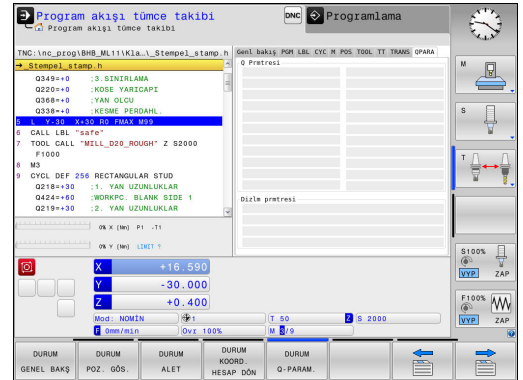 Program akışı tümce takibi
Program akışı tümce takibi
DNC
Programlama
TNC:\nc_prog\BHB_ML11\Kla…\_Stempel_stamp.h
→_Stempel_stamp.h
Q349=+0 ;3.SINIRLAMA
Q220=+0 ;KOSE YARICAPI
Q368=+0 ;YAN OLCU
Q338=+0 ;KESME PERDAHL.
5 L Y-30 X+30 R0 FMAX M99
6 CALL LBL "safe"
7 TOOL CALL "MILL_D20_ROUGH" Z S2000
F1000
8 M3
9 CYCL DEF 256 RECTANGULAR STUD
Q218=+30 ;1. YAN UZUNLUKLAR
Q424=+60 ;WORKPC. BLANK SIDE 1
Q219=+30 ;2. YAN UZUNLUKLAR
Genl bakış PGM LBL CYC M POS TOOL TT TRANS QPARA
Q Prmtresi
Dizlm prmtresi
0% X [Nm] P1 -T1
0% Y [Nm] LIMIT 1
X +16.590
Y -30.000
Z +0.400
Mod: NOMİN 1 T 50 Z S 2000
F 0mm/min Ovr 100% M 3/9
M
S
T
S100%
VYP ZAP
F100%
VYP ZAP
DURUM
GENEL BAKŞ
DURUM
POZ. GÖS.
DURUM
ALET
DURUM
KOORD.
HESAP DÖN
DURUM
Q-PARAM.